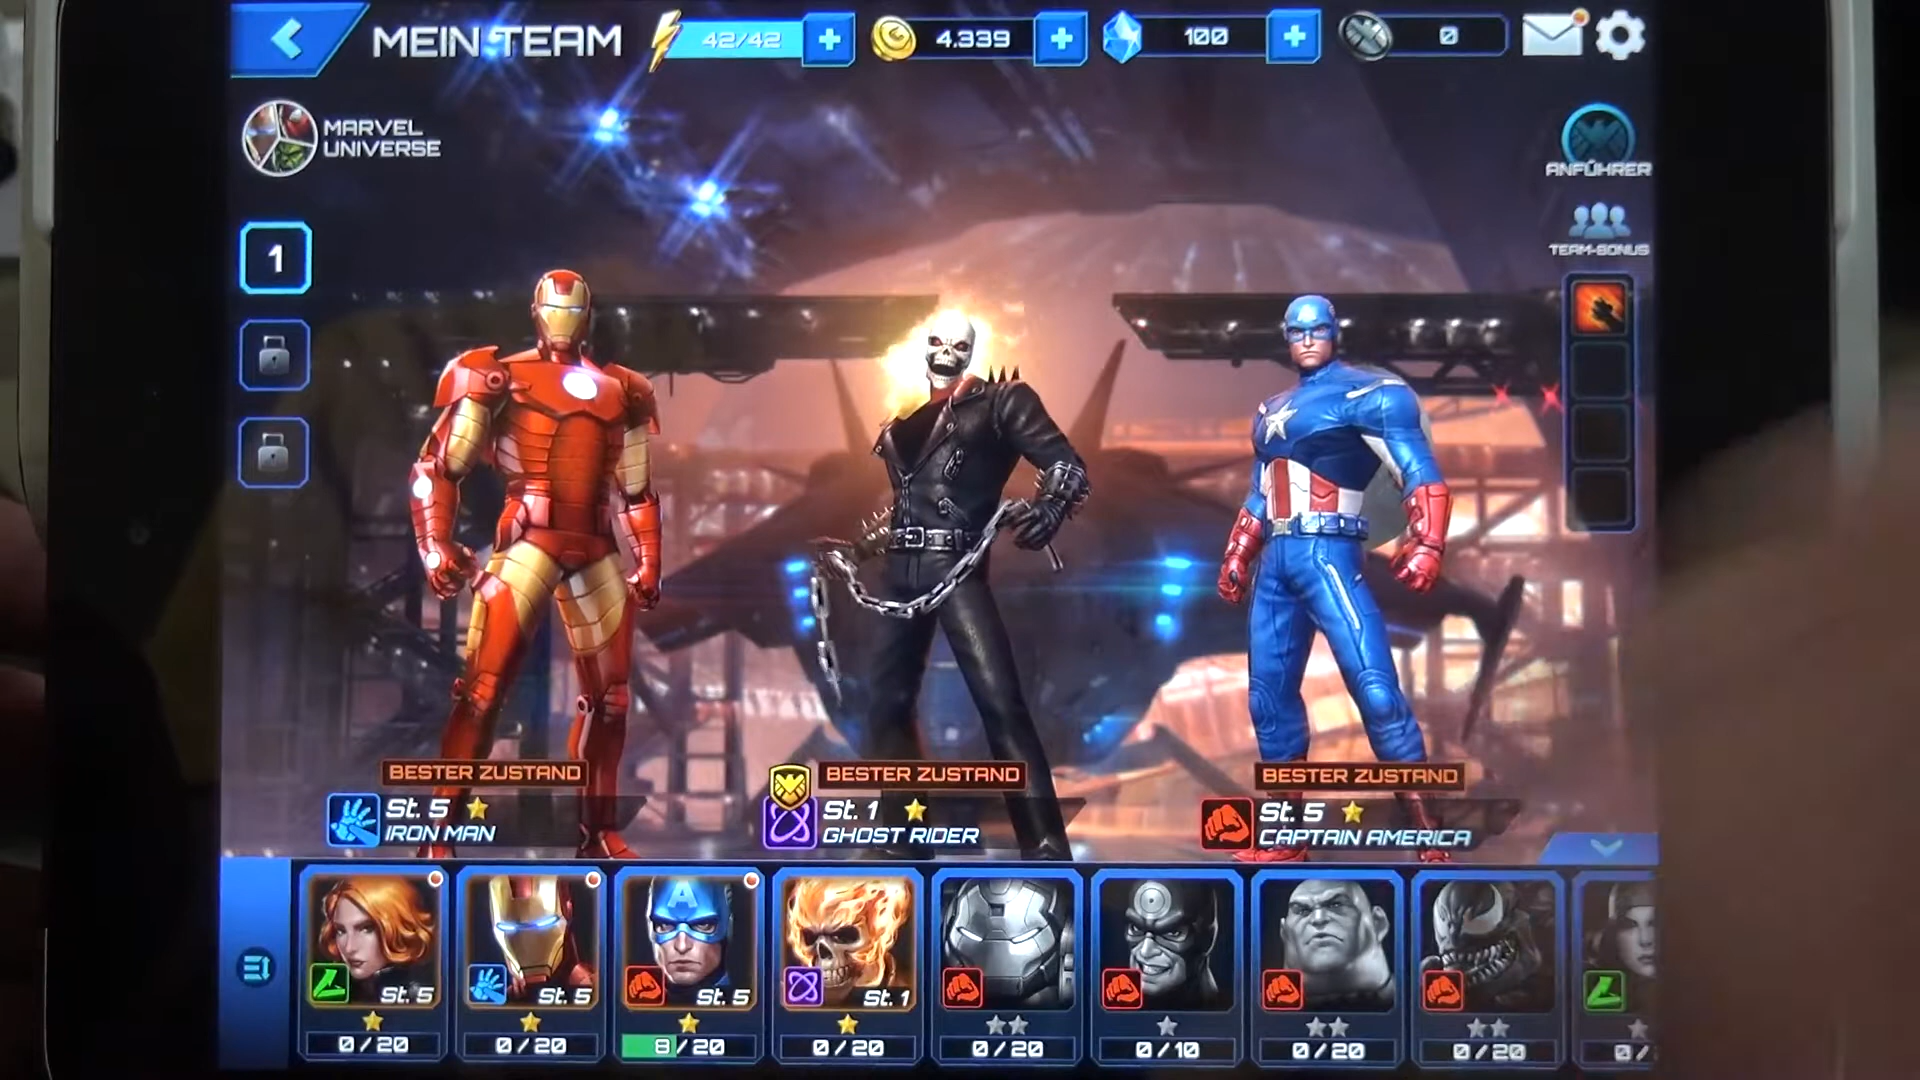 MEIN TEAM
42/42
4.339
100
0
MARVEL
UNIVERSE
ANFÜHRER
TEAM-BONUS
1
BESTER ZUSTAND
St. 5
IRON MAN
BESTER ZUSTAND
St. 1
GHOST RIDER
BESTER ZUSTAND
St. 5
CAPTAIN AMERICA
St. 5
0/20
St. 5
0/20
A
St. 5
8/20
St. 1
0/20
0/20
0/10
0/20
0/20
0/